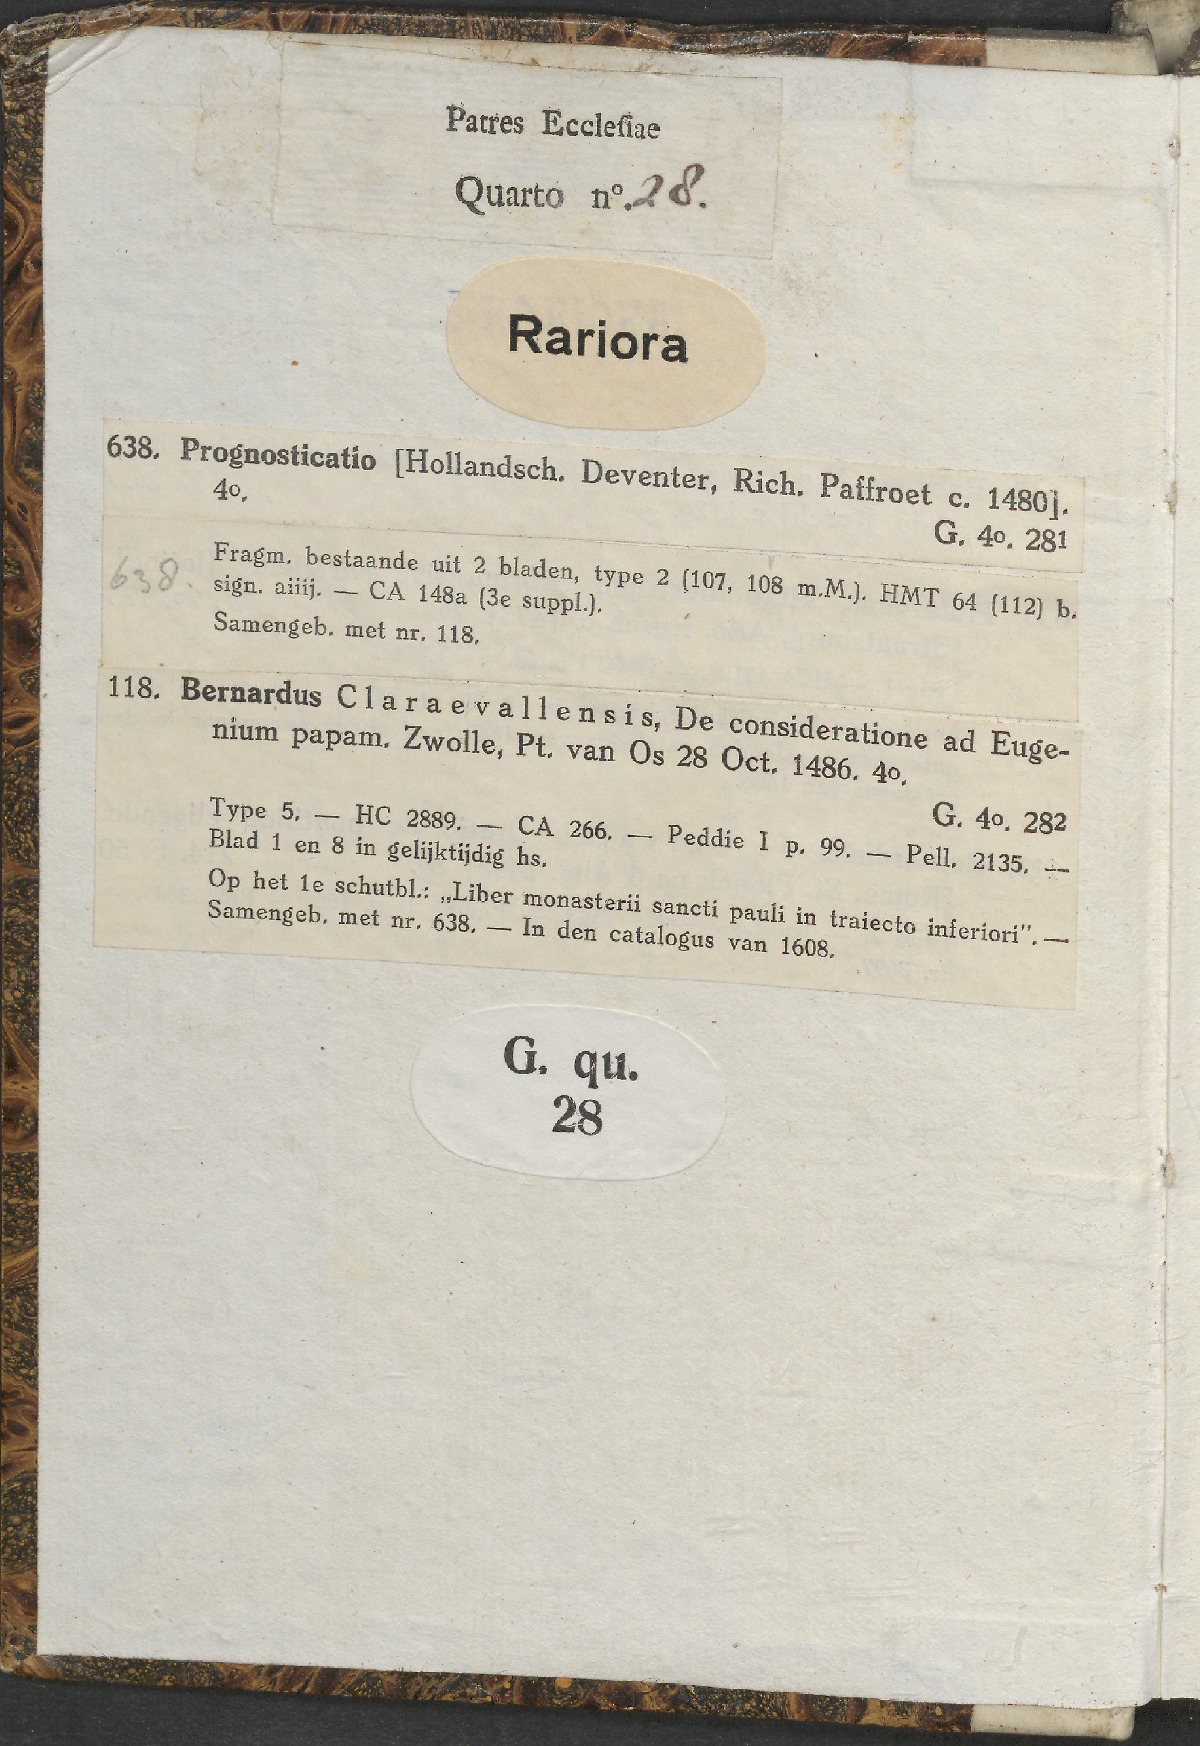 Patres Ecclesiae
Quarto nº. 28.
Rariora
638. Prognosticatio [Hollandsch. Deventer, Rich. Paffroet c. 1480].
4o.
G. 4o. 281
638.
Fragm. bestaande uit 2 bladen, type 2 (107, 108 m.M.). HMT 64 (112) b.
sign. aiiij. — CA 148a (3e suppl.).
Samengeb. met nr. 118.
118. Bernardus Claraevallensis, De consideratione ad Euge-
nium papam. Zwolle, Pt. van Os 28 Oct. 1486. 4o.
G. 4o. 282
Type 5. — HC 2889. — CA 266. — Peddie I p. 99. — Pell. 2135. —
Blad 1 en 8 in gelijktijdig hs.
Op het 1e schutbl.: „Liber monasterii sancti pauli in traiecto inferiori". —
Samengeb. met nr. 638. — In den catalogus van 1608.
G. qu.
28